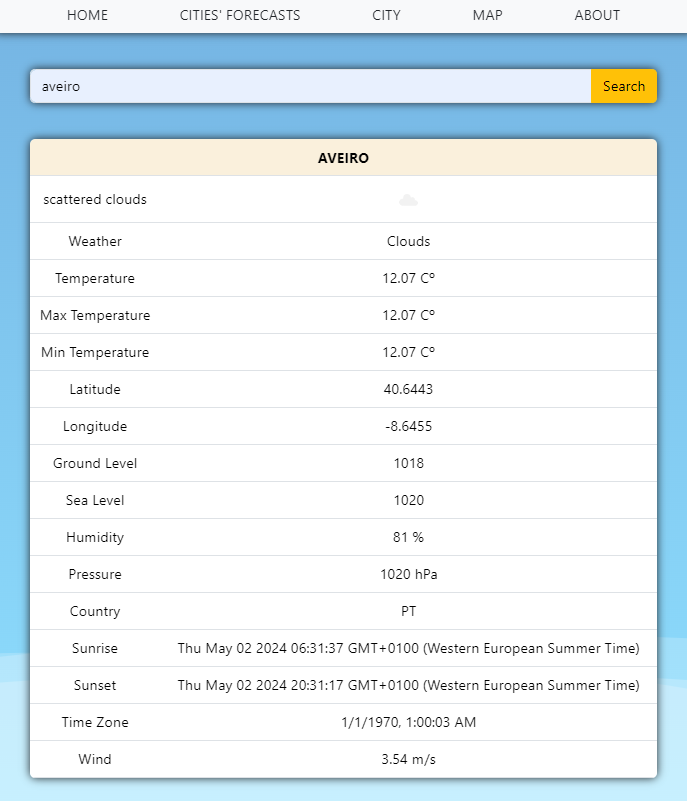 HOME CITIES' FORECASTS CITY MAP ABOUT
aveiro Search
AVEIRO
scattered clouds
Weather Clouds
Temperature 12.07 Cº
Max Temperature 12.07 Cº
Min Temperature 12.07 Cº
Latitude 40.6443
Longitude -8.6455
Ground Level 1018
Sea Level 1020
Humidity 81 %
Pressure 1020 hPa
Country PT
Sunrise Thu May 02 2024 06:31:37 GMT+0100 (Western European Summer Time)
Sunset Thu May 02 2024 20:31:17 GMT+0100 (Western European Summer Time)
Time Zone 1/1/1970, 1:00:03 AM
Wind 3.54 m/s